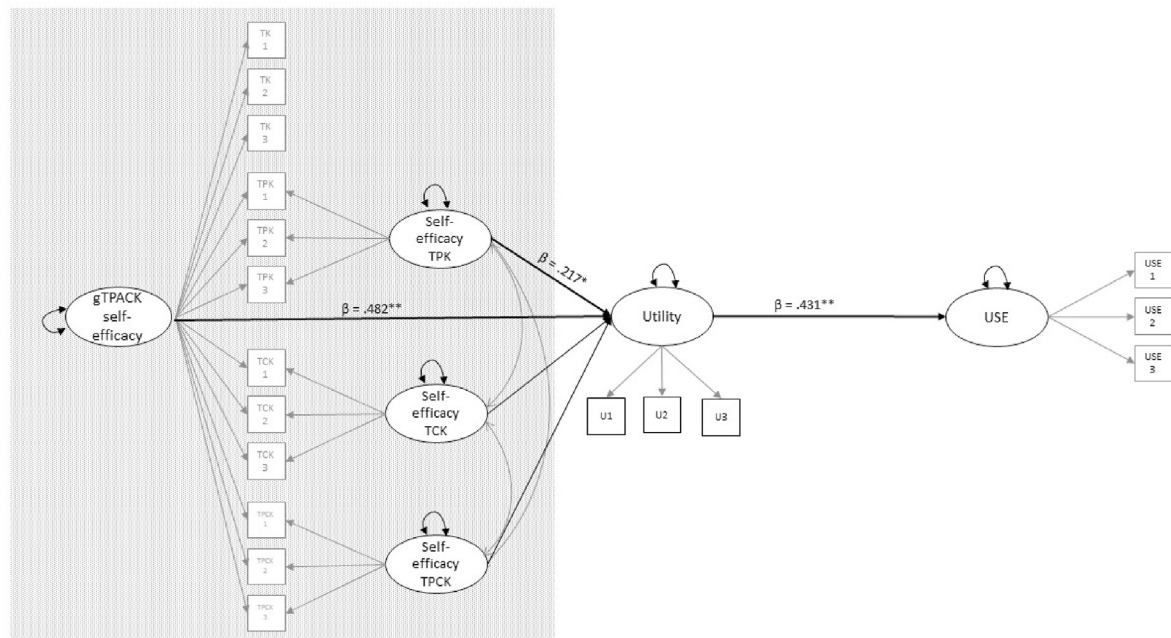 TK
1
TK
2
TK
3
TPK
1
TPK
2
TPK
3
TCK
1
TCK
2
TCK
3
TPCK
1
TPCK
2
TPCK
3
gTPACK
self-
efficacy
Self-
efficacy
TPK
Self-
efficacy
TCK
Self-
efficacy
TPCK
β = .217*
β = .482**
Utility
U1
U2
U3
β = .431**
USE
USE
1
USE
2
USE
3